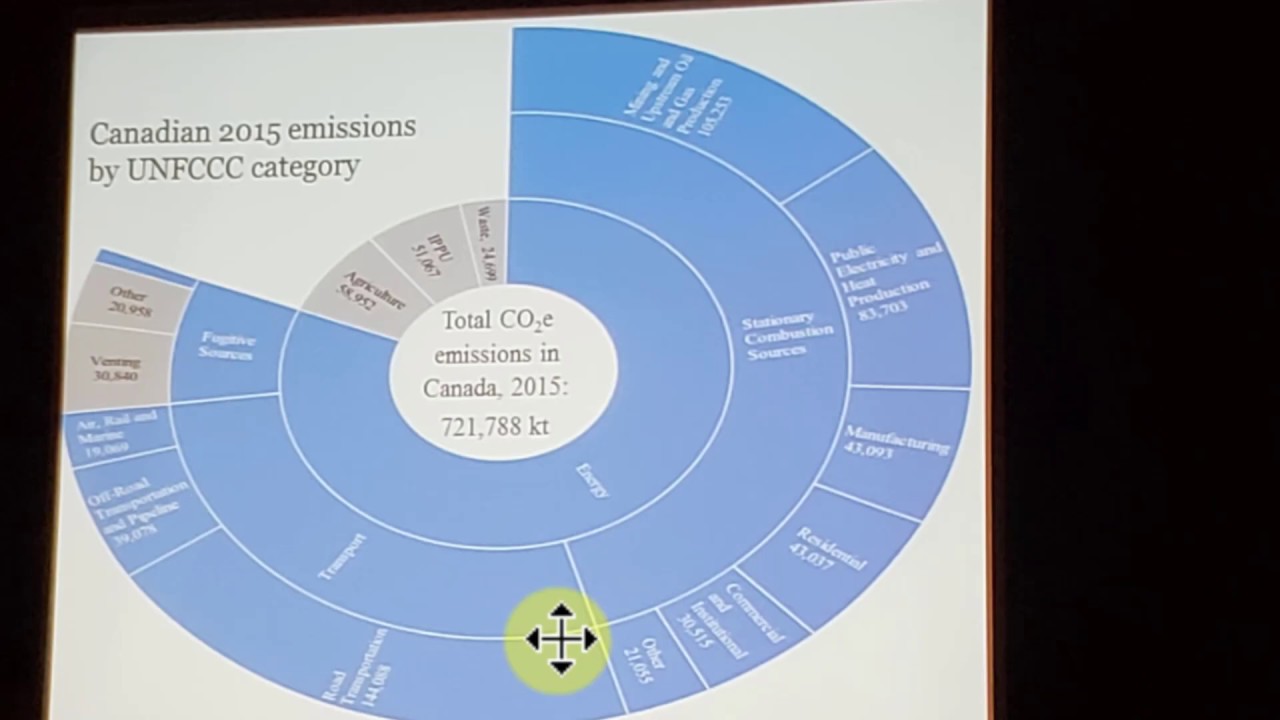 Canadian 2015 emissions
by UNFCCC category
Mining and
Upstream Oil
and Gas
Production
105,253
Public
Electricity and
Heat
Production
83,703
Stationary
Combustion
Sources
Manufacturing
43,093
Residential
43,037
Commercial
and
Institutional
30,515
Other
21,055
Energy
Transport
Road
Transportation
144,088
Off-Road
Transportation
and Pipeline
39,078
Air, Rail and
Marine
19,069
Venting
30,840
Other
20,958
Fugitive
Sources
Agriculture
58,952
IPPU
51,067
Waste, 24,699
Total CO₂e
emissions in
Canada, 2015:
721,788 kt